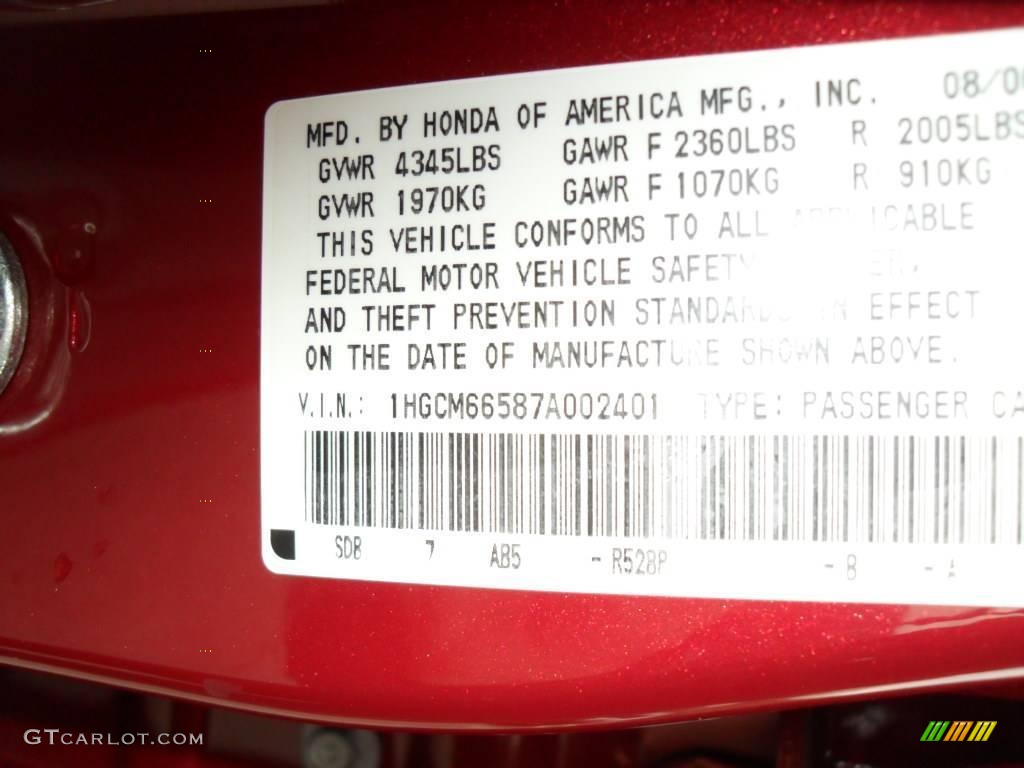 MFD. BY HONDA OF AMERICA MFG., INC. 08/0
GVWR 4345LBS GAWR F 2360LBS R 2005LBS
GVWR 1970KG GAWR F 1070KG R 910KG
THIS VEHICLE CONFORMS TO ALL APPLICABLE
FEDERAL MOTOR VEHICLE SAFETY
AND THEFT PREVENTION STANDARDS IN EFFECT
ON THE DATE OF MANUFACTURE SHOWN ABOVE.
V.I.N.: 1HGCM66587A002401 TYPE: PASSENGER CA
SDB 7 AB5 - R528P - B - A
GTCARLOT.COM